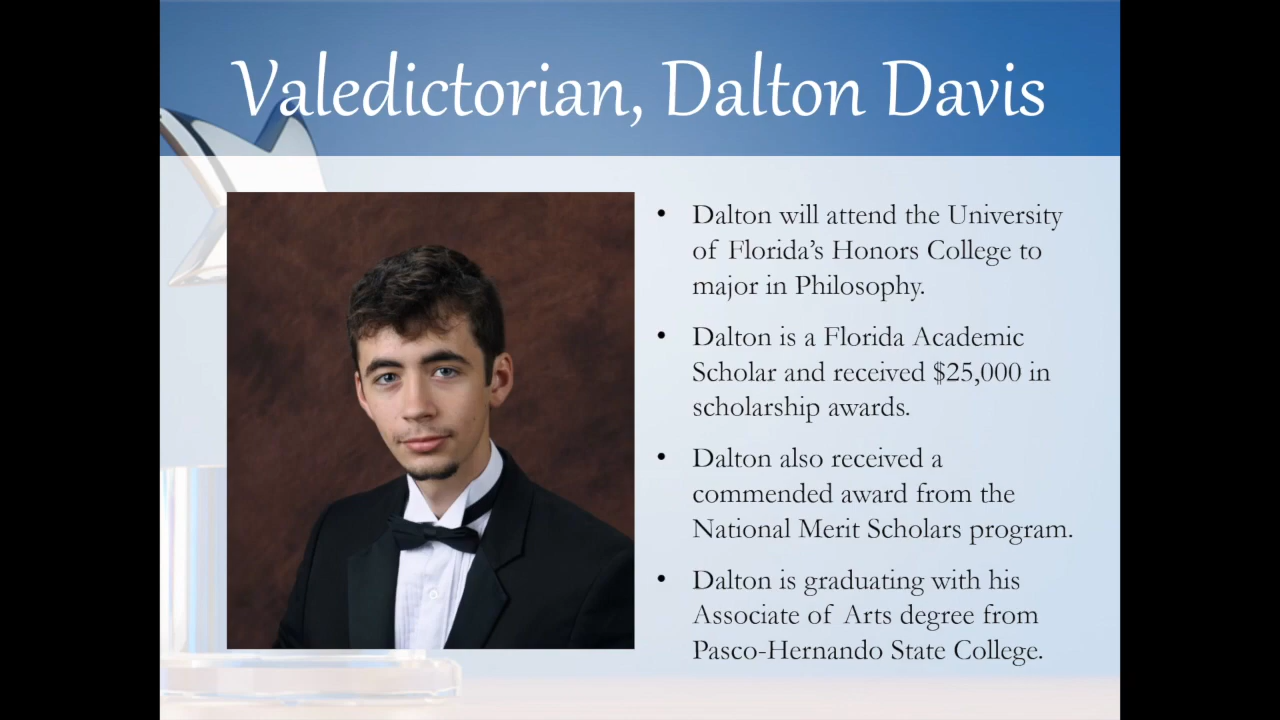 Valedictorian, Dalton Davis
• Dalton will attend the University
of Florida’s Honors College to
major in Philosophy.
• Dalton is a Florida Academic
Scholar and received $25,000 in
scholarship awards.
• Dalton also received a
commended award from the
National Merit Scholars program.
• Dalton is graduating with his
Associate of Arts degree from
Pasco-Hernando State College.